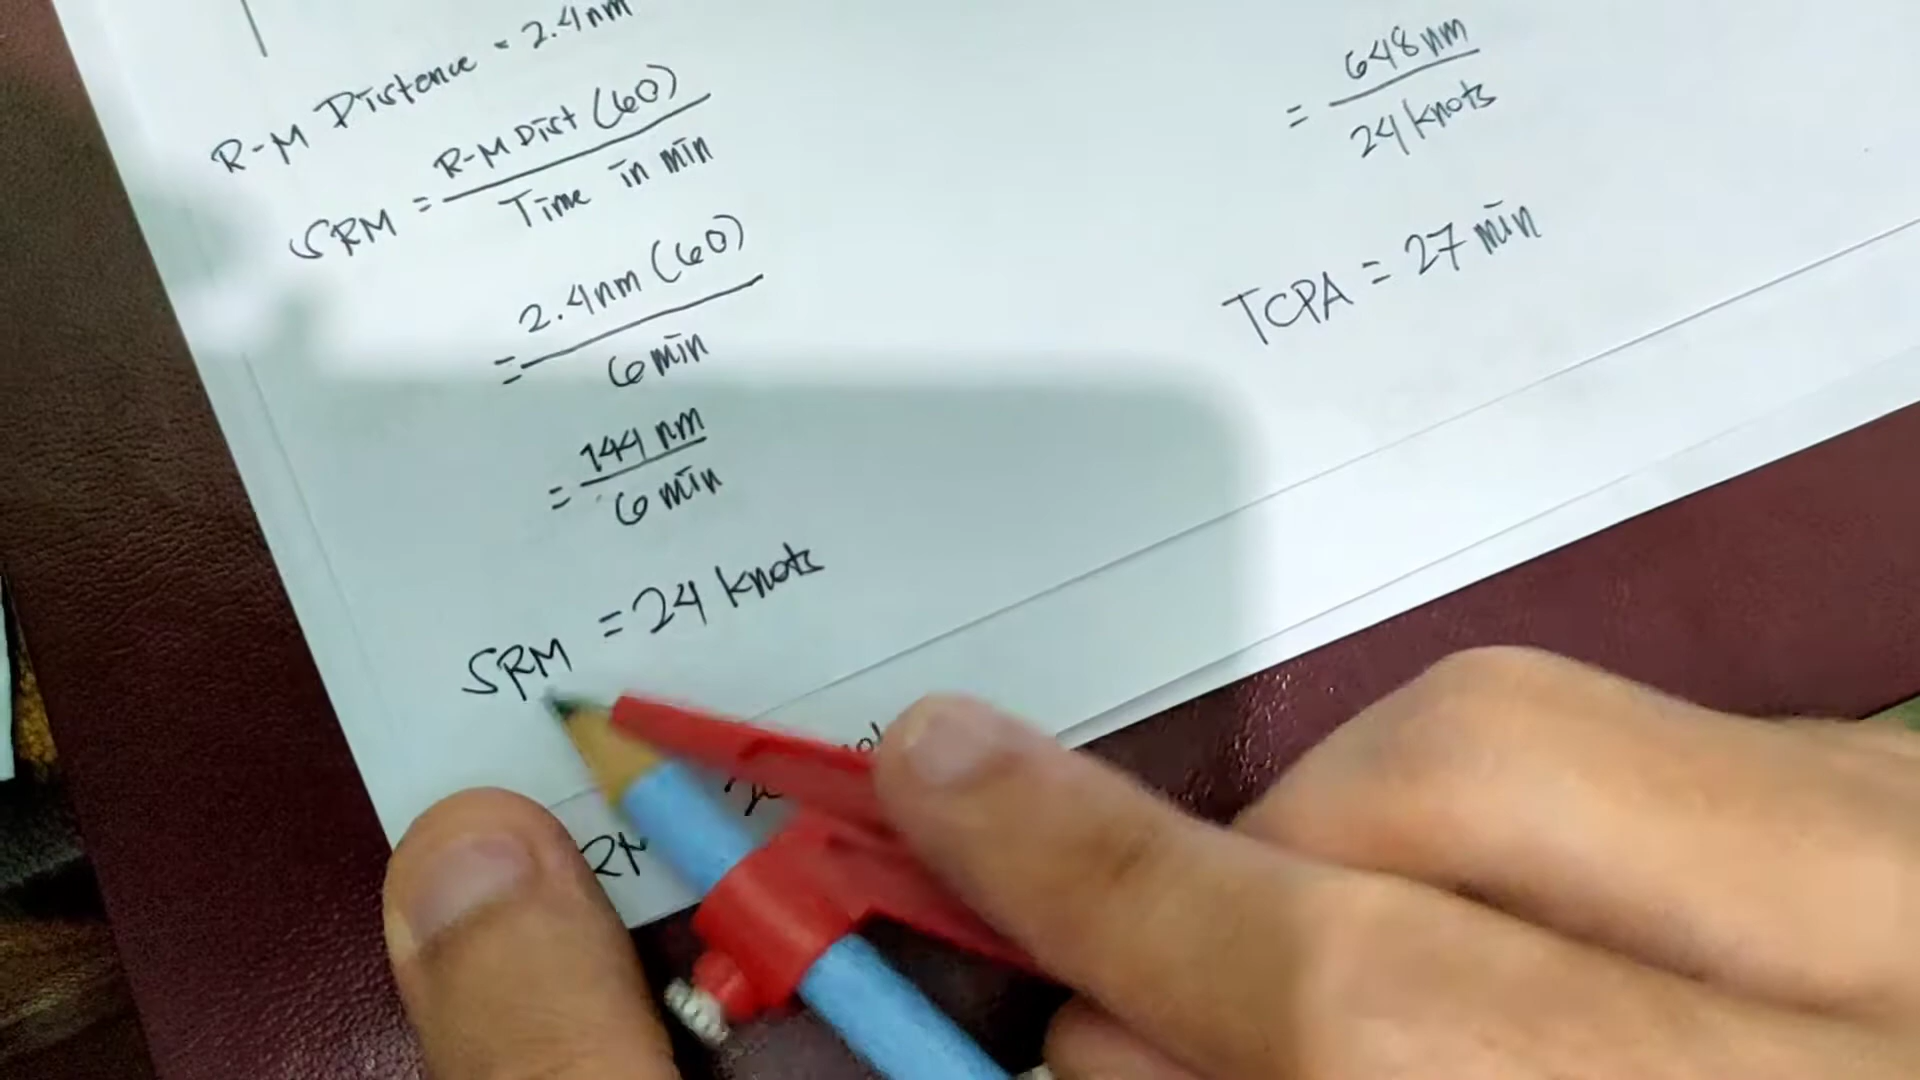 R-M Distance = 2.4nm
SRM = R-M Dist (60)
Time in min
= 2.4nm (60)
6 min
= 144 nm
6 min
SRM = 24 knots
= 648 nm
24 knots
TCPA = 27 min